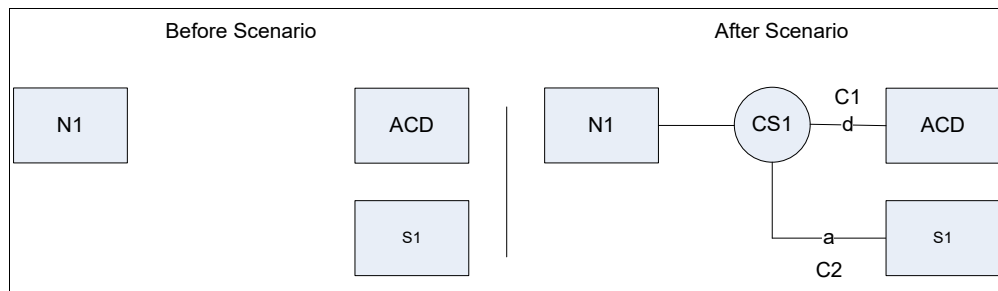 Before Scenario
After Scenario
N1
ACD
S1
N1
CS1
C1
d
ACD
a
C2
S1